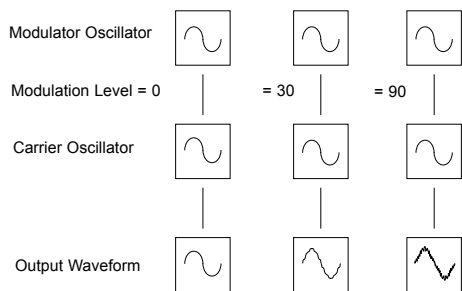 Modulator Oscillator
Modulation Level = 0 = 30 = 90
Carrier Oscillator
Output Waveform